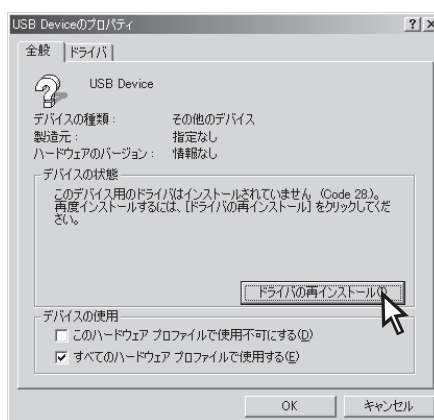 USB Deviceのプロパティ
全般
ドライバ
USB Device
デバイスの種類： その他のデバイス
製造元： 指定なし
ハードウェアのバージョン： 情報なし
デバイスの状態
このデバイス用のドライバはインストールされていません (Code 28.)。
再度インストールするには、[ドライバの再インストール] をクリックしてくだ
さい。
ドライバの再インストール(I)
デバイスの使用
このハードウェア プロファイルで使用不可にする(D)
すべてのハードウェア プロファイルで使用する(E)
OK
キャンセル